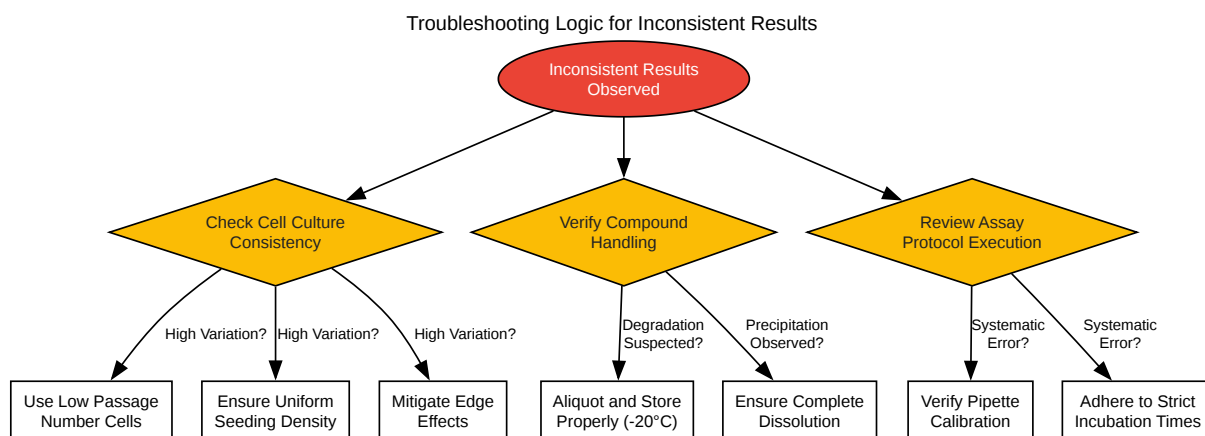 Troubleshooting Logic for Inconsistent Results
Inconsistent Results
Observed
Check Cell Culture
Consistency
Verify Compound
Handling
Review Assay
Protocol Execution
High Variation?
High Variation?
High Variation?
Degradation
Suspected?
Precipitation
Observed?
Systematic
Error?
Systematic
Error?
Use Low Passage
Number Cells
Ensure Uniform
Seeding Density
Mitigate Edge
Effects
Aliquot and Store
Properly (-20°C)
Ensure Complete
Dissolution
Verify Pipette
Calibration
Adhere to Strict
Incubation Times